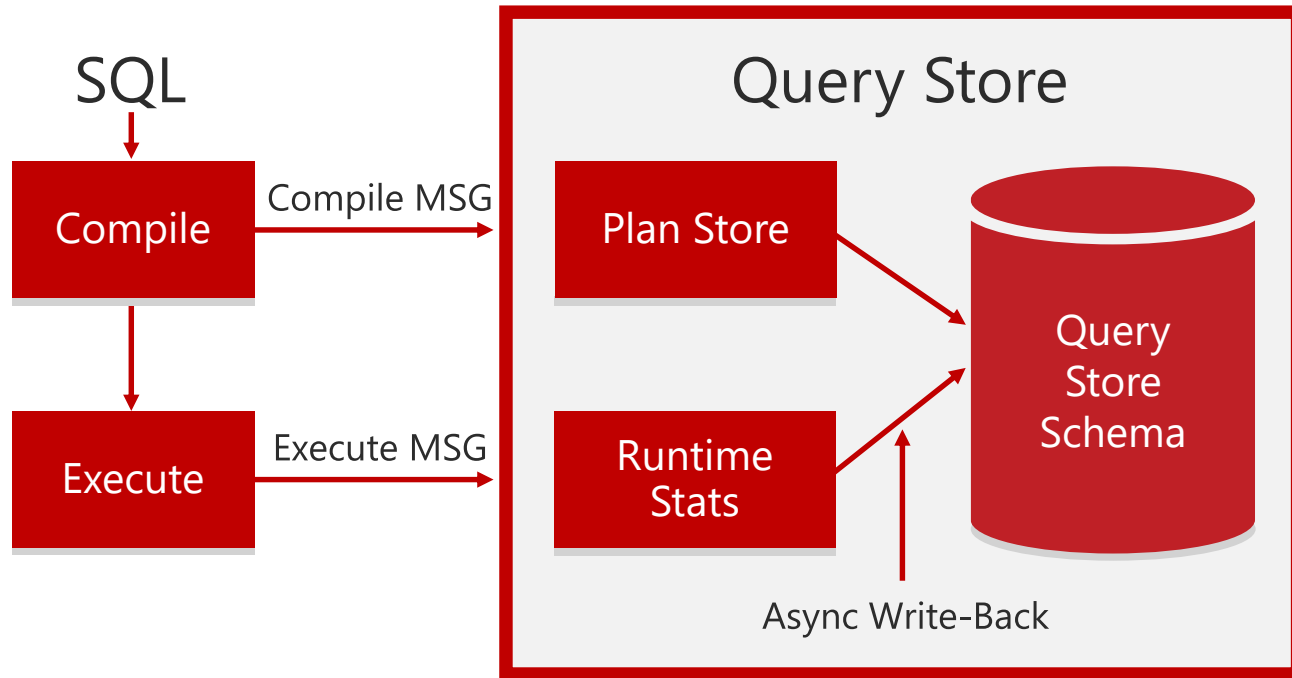 SQL
Query Store
Compile MSG
Compile
Plan Store
Query
Store
Schema
Execute MSG
Execute
Runtime
Stats
Async Write-Back